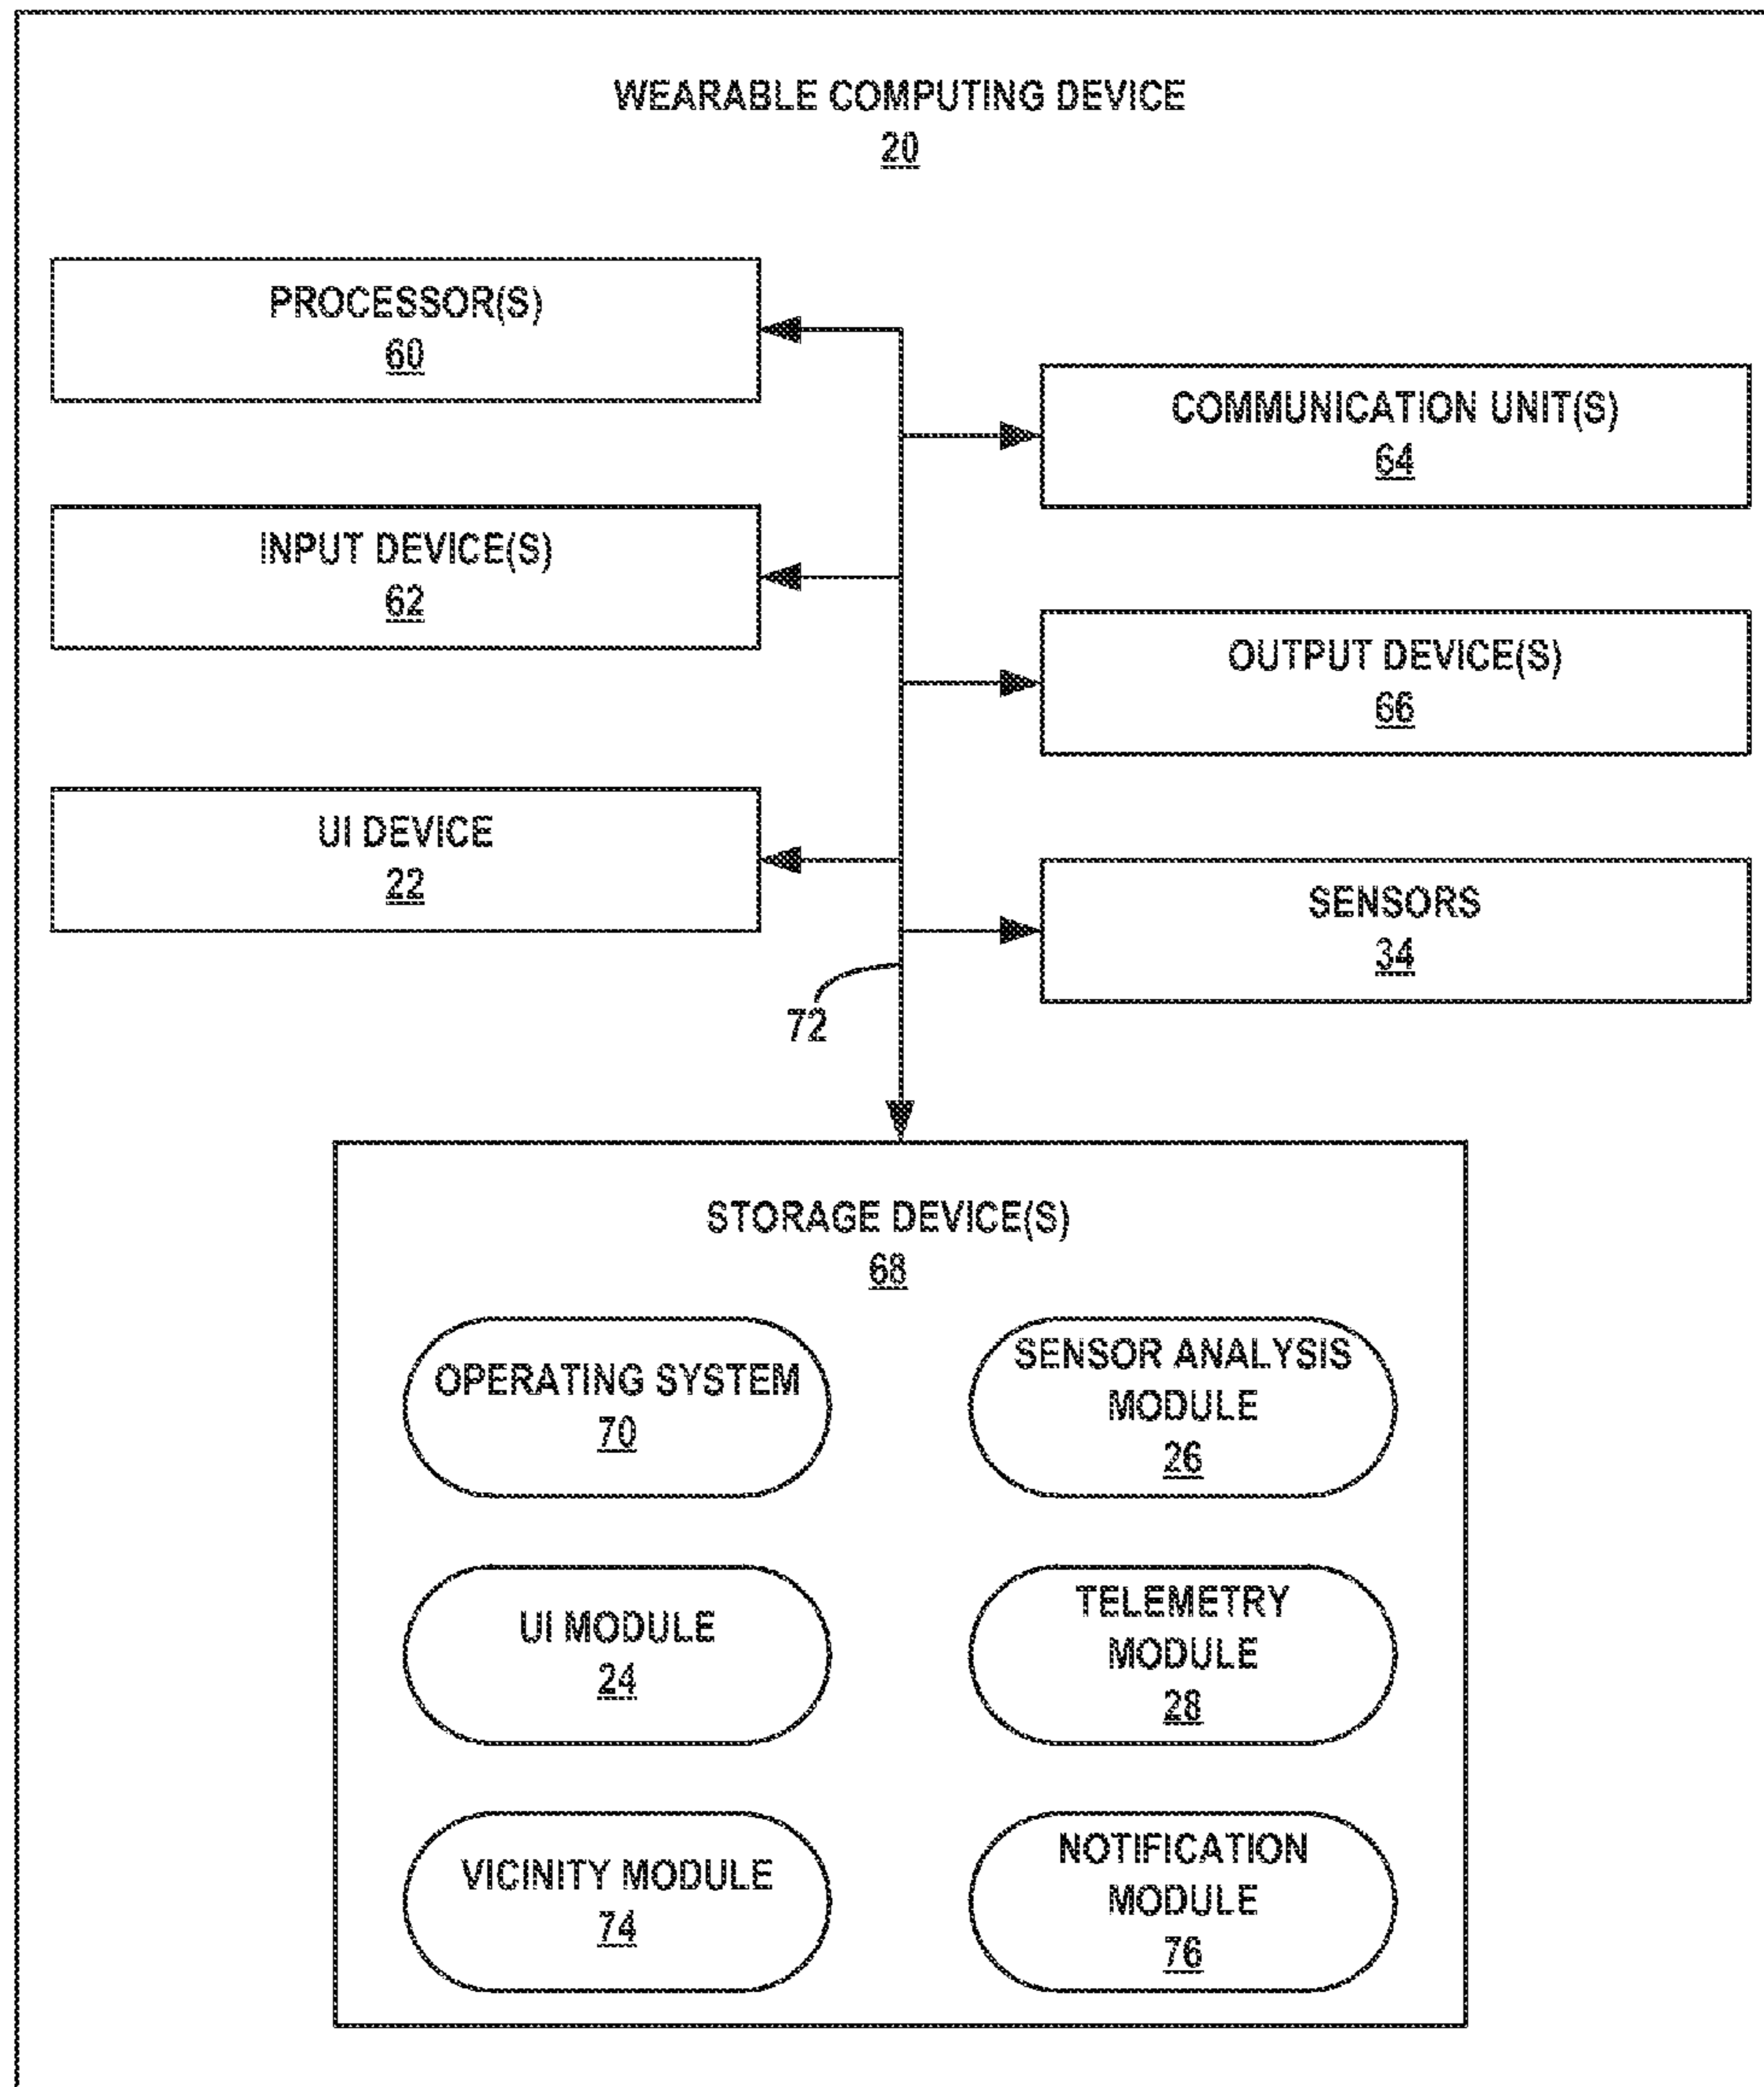 WEARABLE COMPUTING DEVICE
20
PROCESSOR(S)
60
COMMUNICATION UNIT(S)
64
INPUT DEVICE(S)
62
OUTPUT DEVICE(S)
66
UI DEVICE
22
SENSORS
34
72
STORAGE DEVICE(S)
68
OPERATING SYSTEM
70
SENSOR ANALYSIS
MODULE
26
UI MODULE
24
TELEMETRY
MODULE
28
VICINITY MODULE
74
NOTIFICATION
MODULE
76